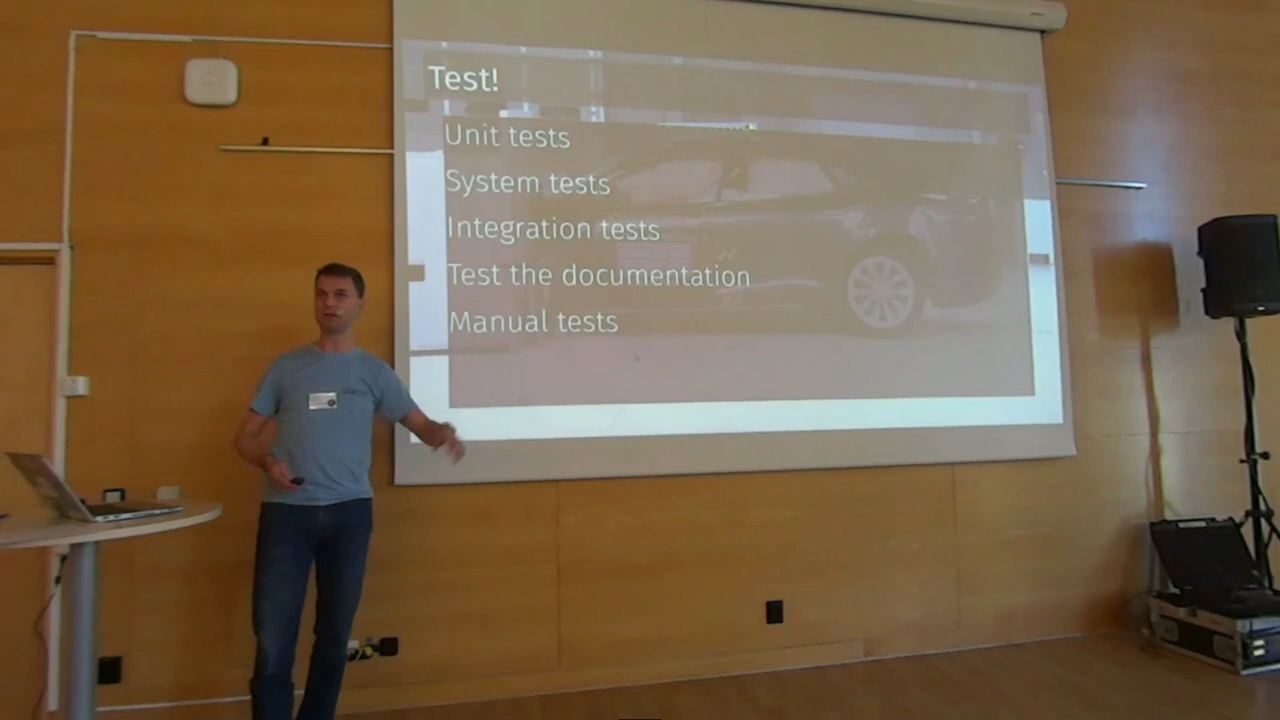 Test!
Unit tests
System tests
Integration tests
Test the documentation
Manual tests